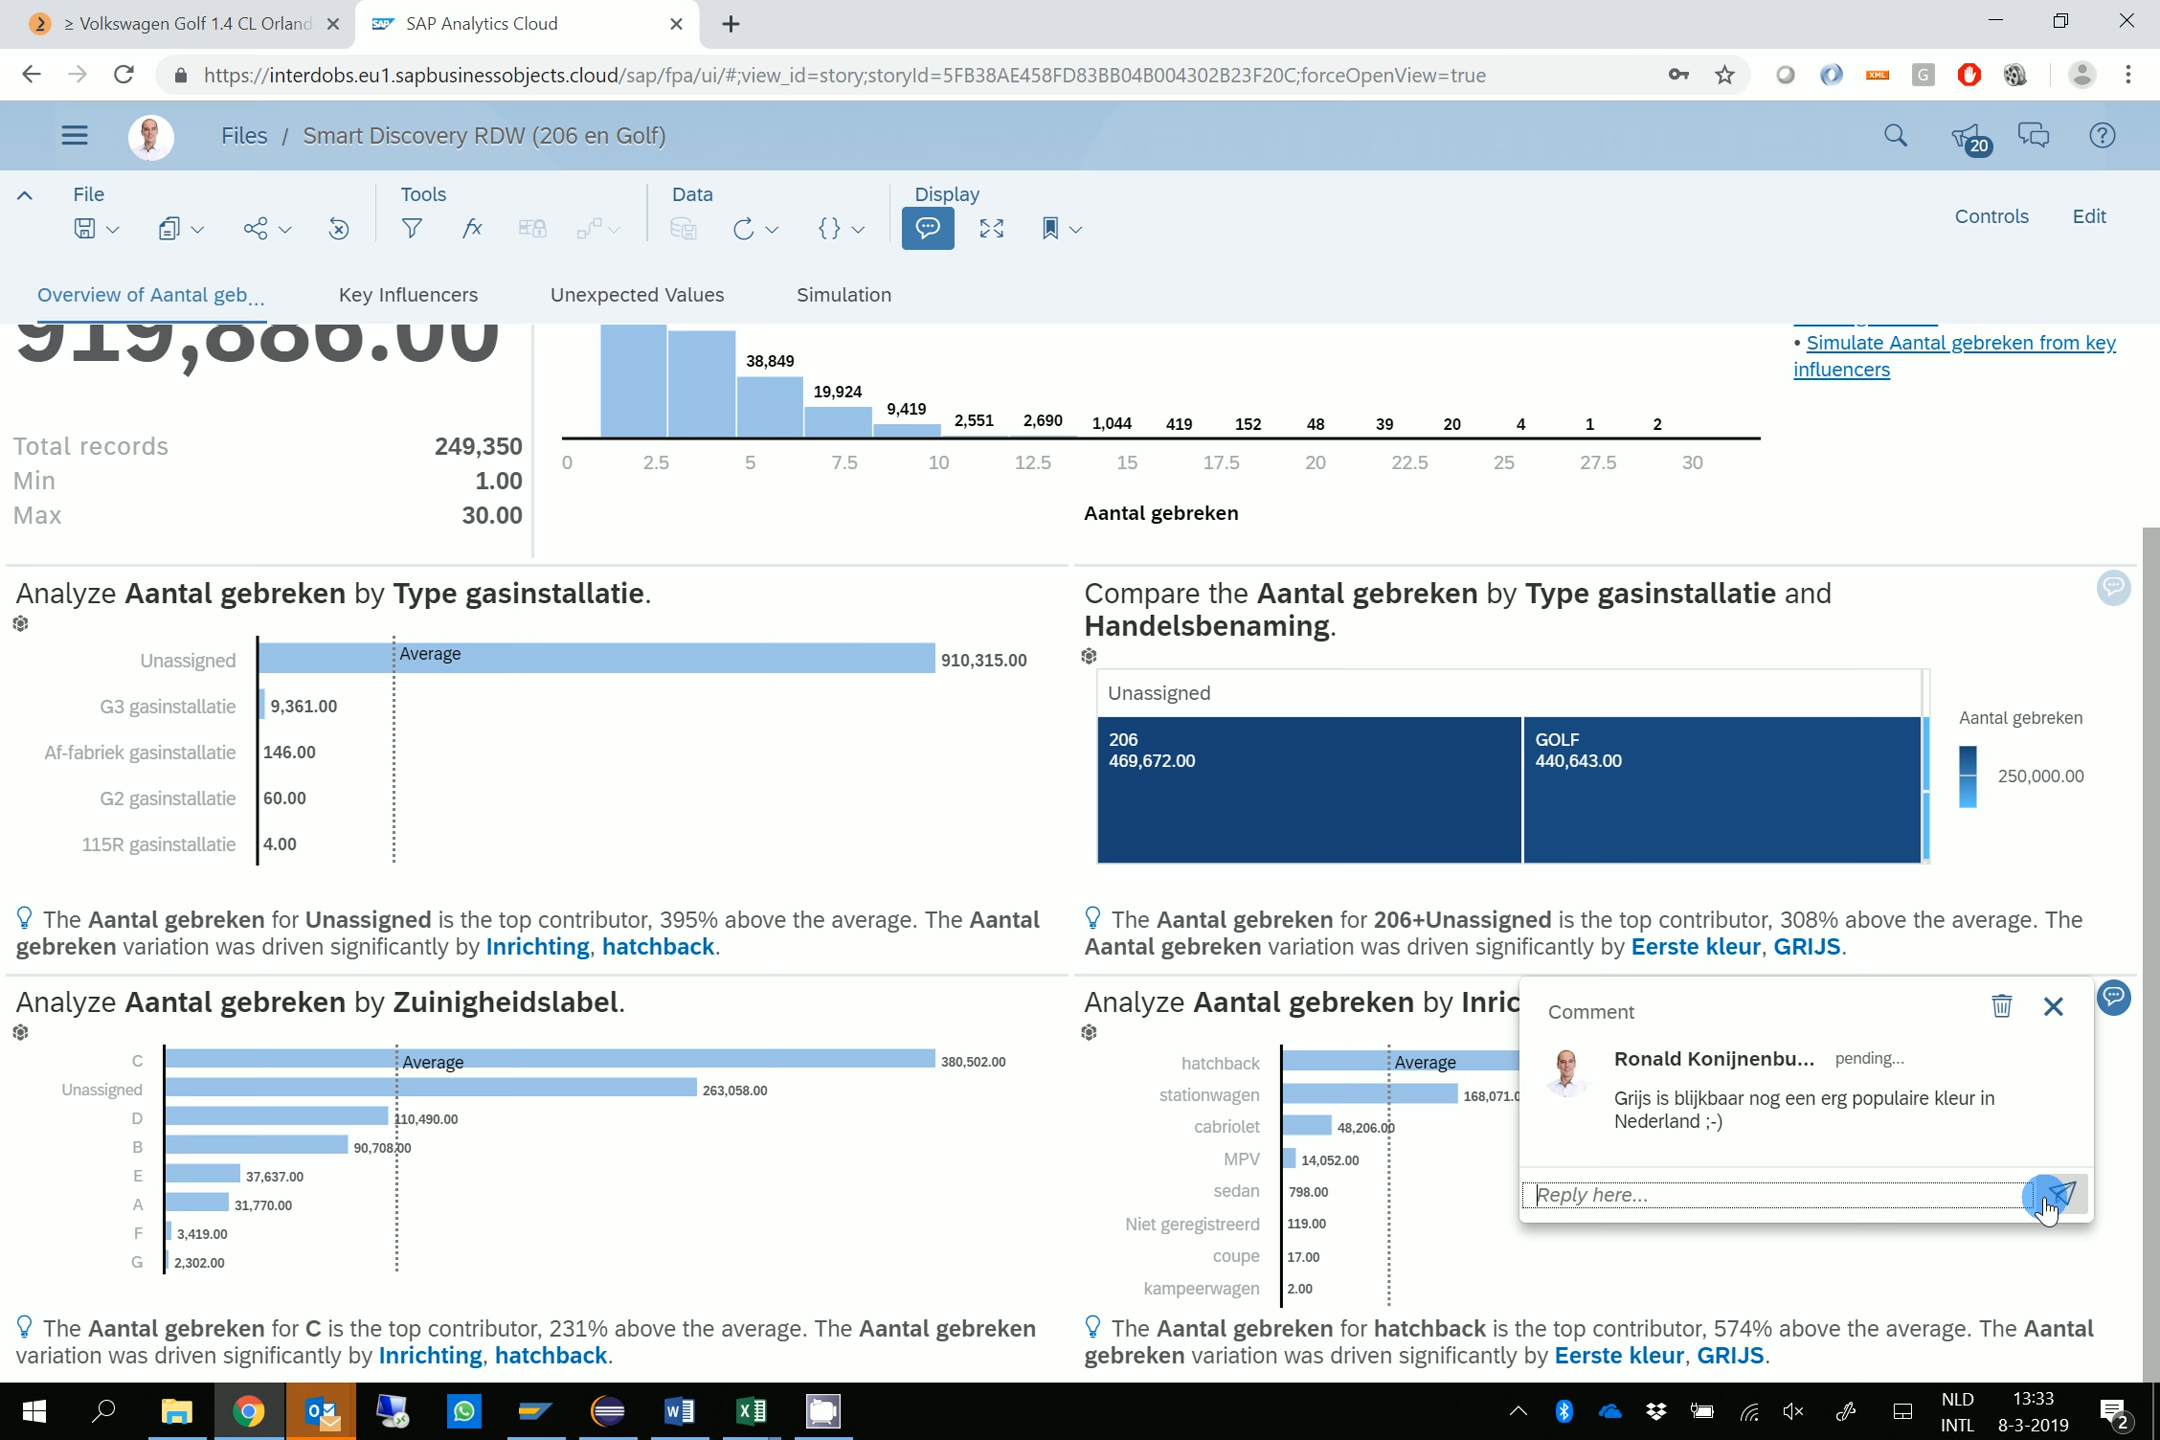 ≥ Volkswagen Golf 1.4 CL Orland
SAP Analytics Cloud
https://interdobs.eu1.sapbusinessobjects.cloud/sap/fpa/ui/#;view_id=story;storyId=5FB38AE458FD83BB04B004302B23F20C;forceOpenView=true
XML
G
Files / Smart Discovery RDW (206 en Golf)
20
File
Tools
Data
Display
Controls
Edit
Overview of Aantal geb...
Key Influencers
Unexpected Values
Simulation
919,886.00
Total records 249,350
Min 1.00
Max 30.00
38,849
19,924
9,419
2,551
2,690
1,044
419
152
48
39
20
4
1
2
0 2.5 5 7.5 10 12.5 15 17.5 20 22.5 25 27.5 30
Aantal gebreken
• Simulate Aantal gebreken from key
influencers
Analyze Aantal gebreken by Type gasinstallatie.
Average
Unassigned 910,315.00
G3 gasinstallatie 9,361.00
Af-fabriek gasinstallatie 146.00
G2 gasinstallatie 60.00
115R gasinstallatie 4.00
The Aantal gebreken for Unassigned is the top contributor, 395% above the average. The Aantal
gebreken variation was driven significantly by Inrichting, hatchback.
Compare the Aantal gebreken by Type gasinstallatie and
Handelsbenaming.
Unassigned
206
469,672.00
GOLF
440,643.00
Aantal gebreken
250,000.00
The Aantal gebreken for 206+Unassigned is the top contributor, 308% above the average. The
Aantal gebreken variation was driven significantly by Eerste kleur, GRIJS.
Analyze Aantal gebreken by Zuinigheidslabel.
Average
C 380,502.00
Unassigned 263,058.00
D 110,490.00
B 90,708.00
E 37,637.00
A 31,770.00
F 3,419.00
G 2,302.00
The Aantal gebreken for C is the top contributor, 231% above the average. The Aantal gebreken
variation was driven significantly by Inrichting, hatchback.
Analyze Aantal gebreken by Inric
Average
hatchback
stationwagen 168,071.0
cabriolet 48,206.00
MPV 14,052.00
sedan 798.00
Niet geregistreerd 119.00
coupe 17.00
kampeerwagen 2.00
The Aantal gebreken for hatchback is the top contributor, 574% above the average. The Aantal
gebreken variation was driven significantly by Eerste kleur, GRIJS.
Comment
Ronald Konijnenbu... pending...
Grijs is blijkbaar nog een erg populaire kleur in
Nederland ;-)
Reply here...
NLD
INTL
13:33
8-3-2019
2